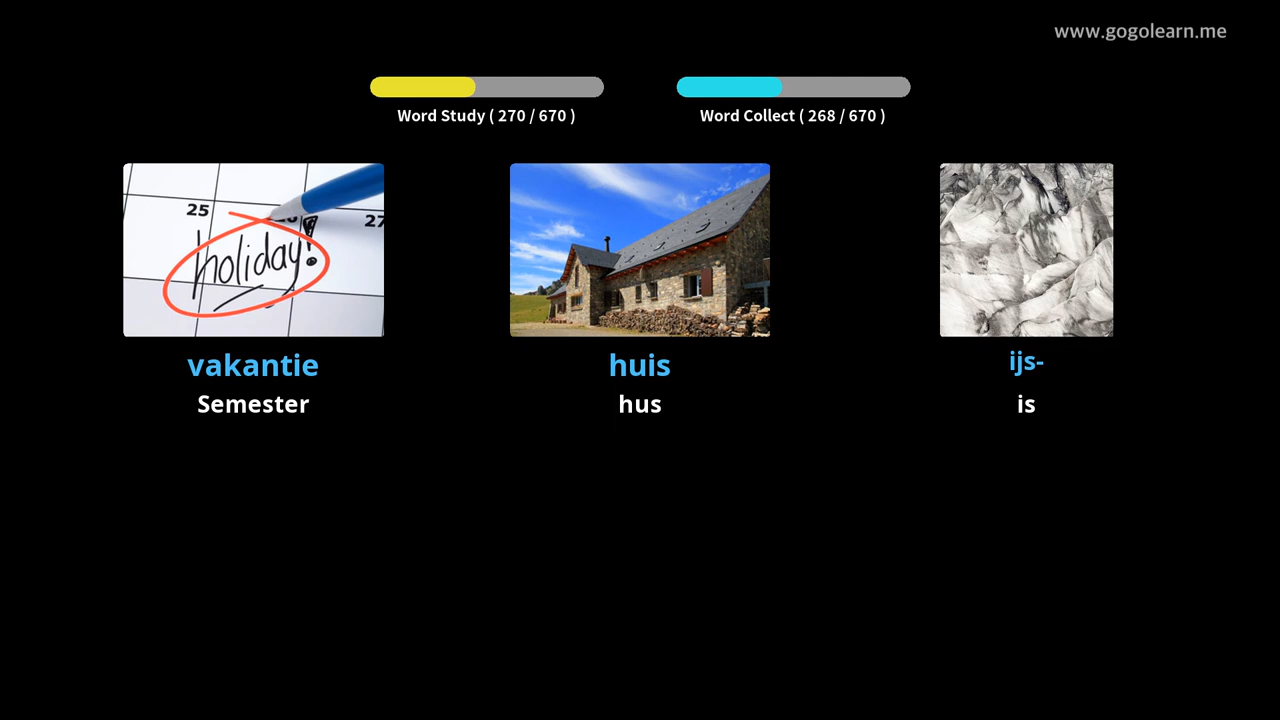 www.gogolearn.me
Word Study ( 270 / 670 )
Word Collect ( 268 / 670 )
25
27
holiday!
vakantie
huis
ijs-
Semester
hus
is